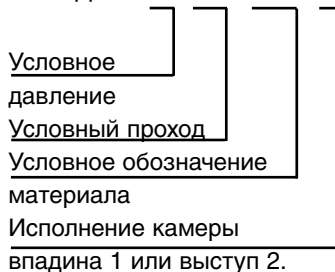 Условное
давление
Условный проход
Условное обозначение
материала
Исполнение камеры
впадина 1 или выступ 2.